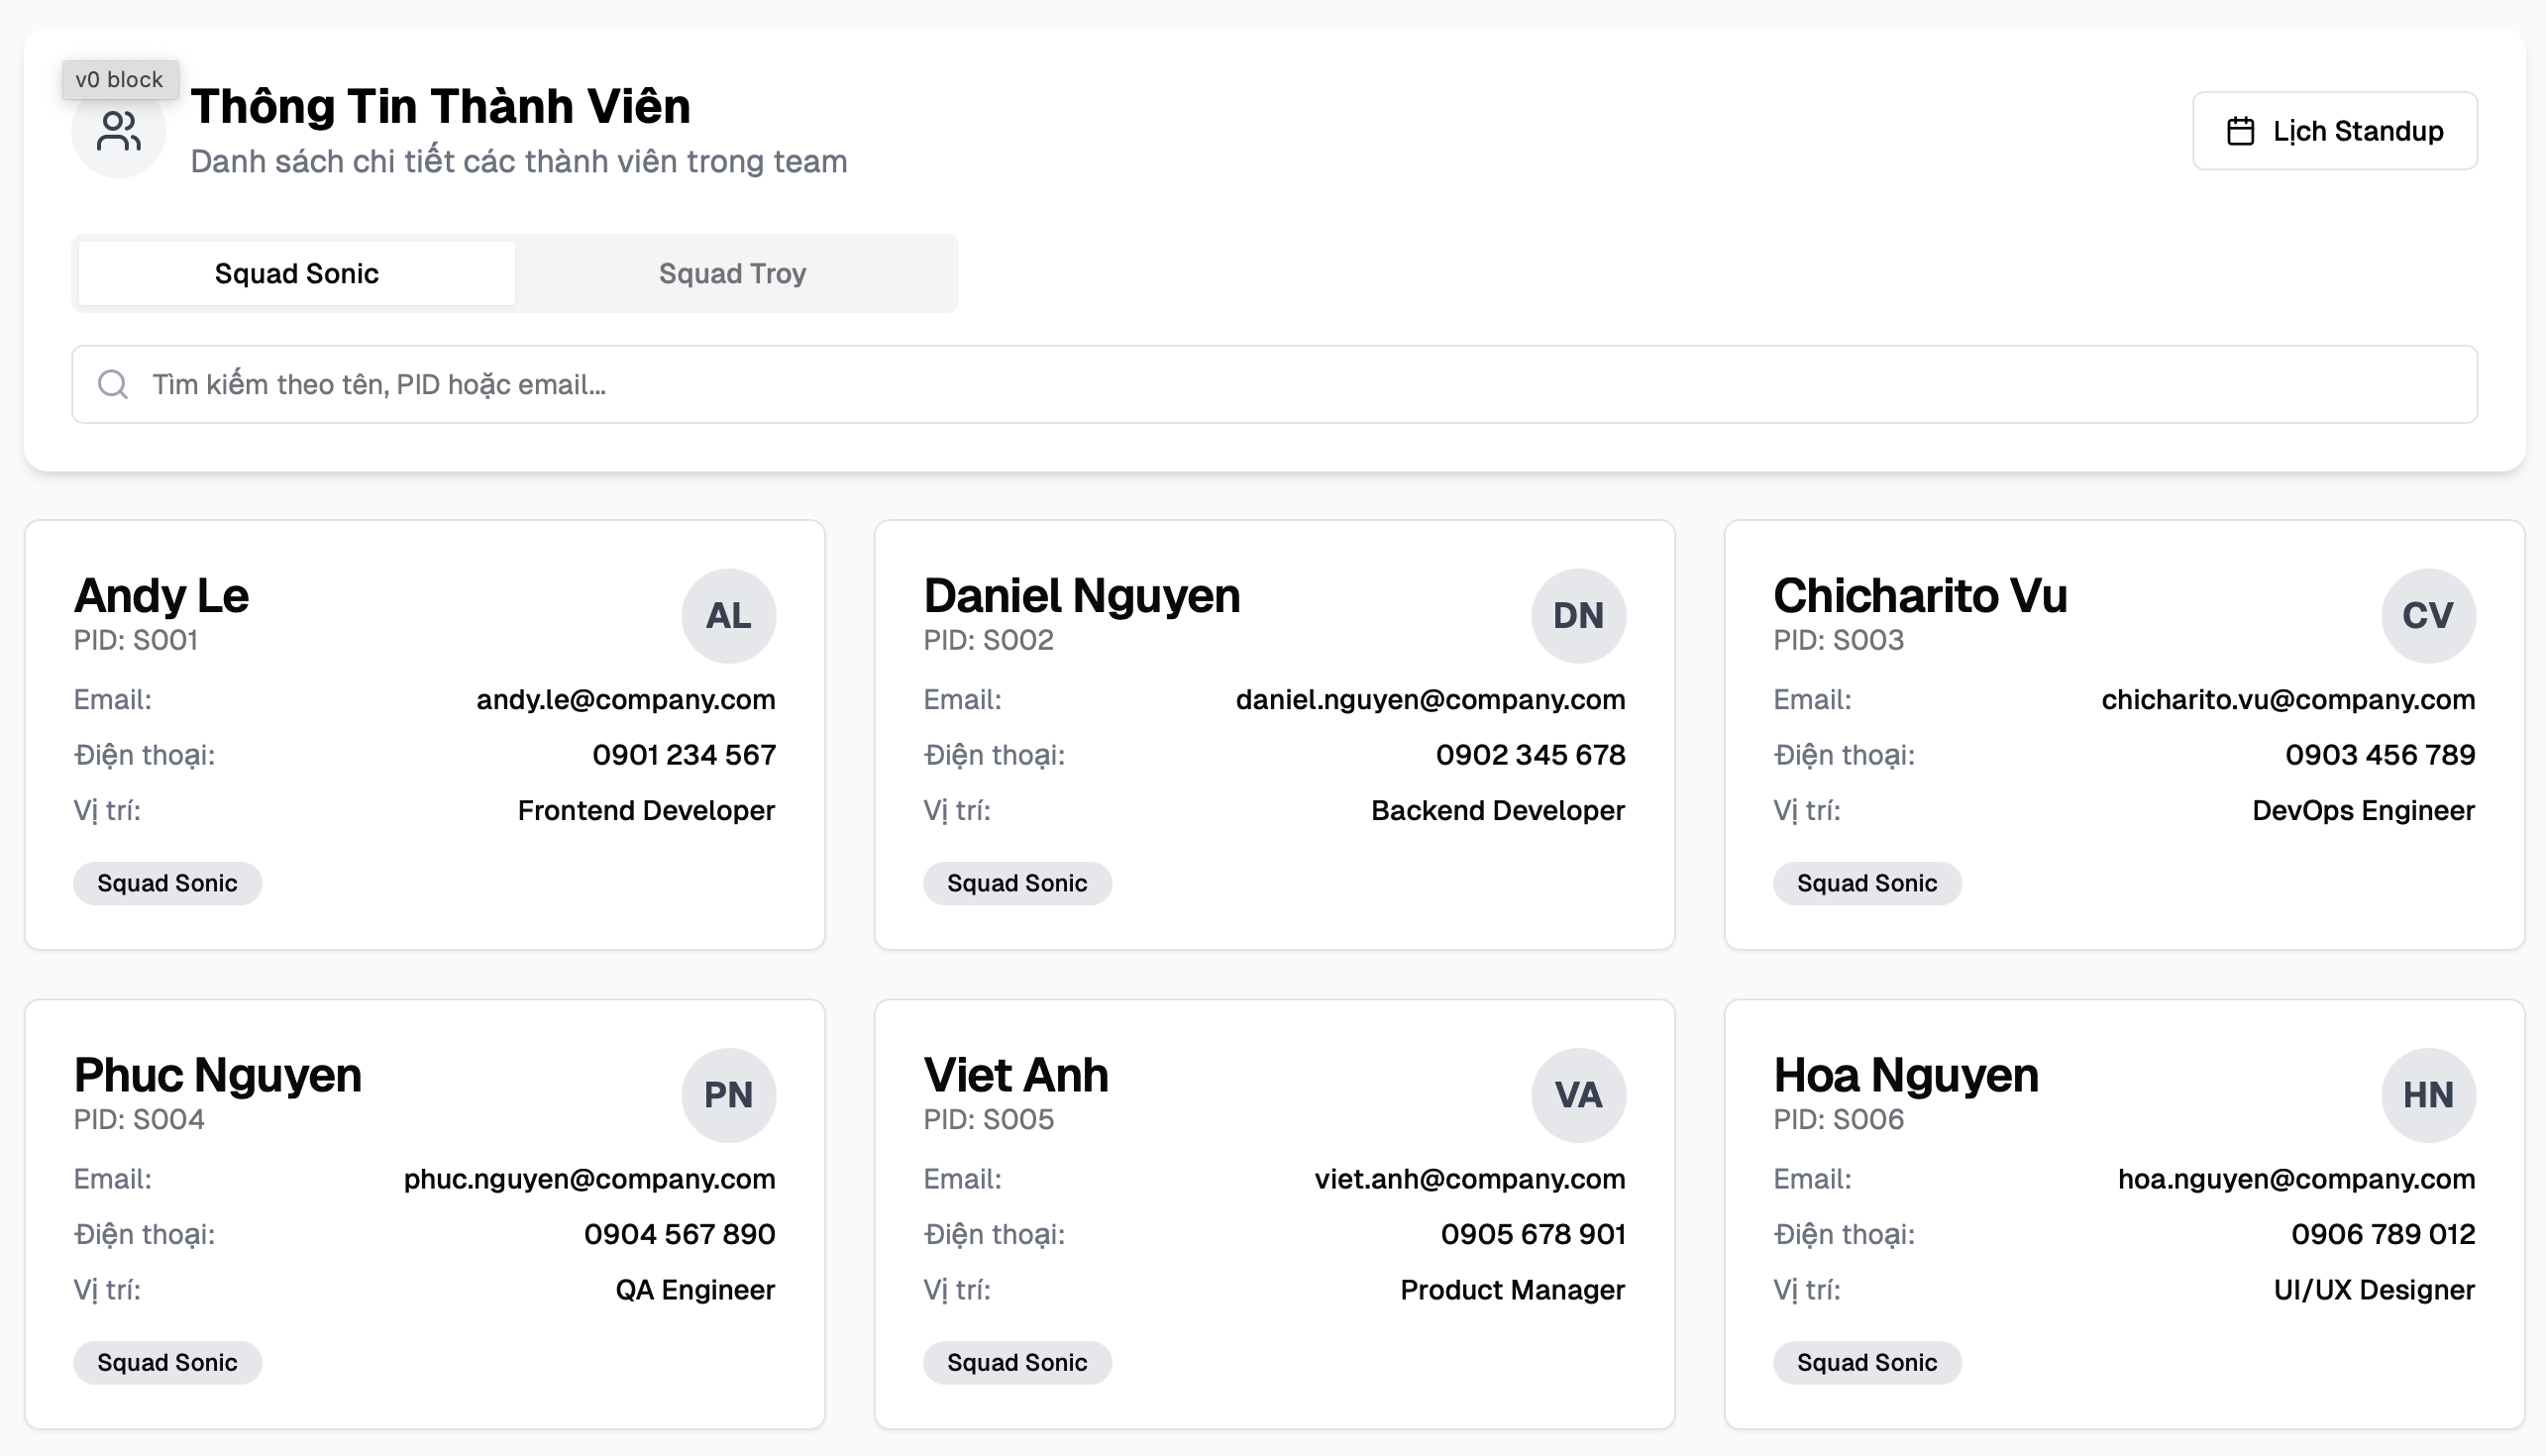 v0 block
Thông Tin Thành Viên
Danh sách chi tiết các thành viên trong team
Lịch Standup
Squad Sonic
Squad Troy
Tìm kiếm theo tên, PID hoặc email...
Andy Le
AL
PID: S001
Email: andy.le@company.com
Điện thoại: 0901 234 567
Vị trí: Frontend Developer
Squad Sonic
Daniel Nguyen
DN
PID: S002
Email: daniel.nguyen@company.com
Điện thoại: 0902 345 678
Vị trí: Backend Developer
Squad Sonic
Chicharito Vu
CV
PID: S003
Email: chicharito.vu@company.com
Điện thoại: 0903 456 789
Vị trí: DevOps Engineer
Squad Sonic
Phuc Nguyen
PN
PID: S004
Email: phuc.nguyen@company.com
Điện thoại: 0904 567 890
Vị trí: QA Engineer
Squad Sonic
Viet Anh
VA
PID: S005
Email: viet.anh@company.com
Điện thoại: 0905 678 901
Vị trí: Product Manager
Squad Sonic
Hoa Nguyen
HN
PID: S006
Email: hoa.nguyen@company.com
Điện thoại: 0906 789 012
Vị trí: UI/UX Designer
Squad Sonic